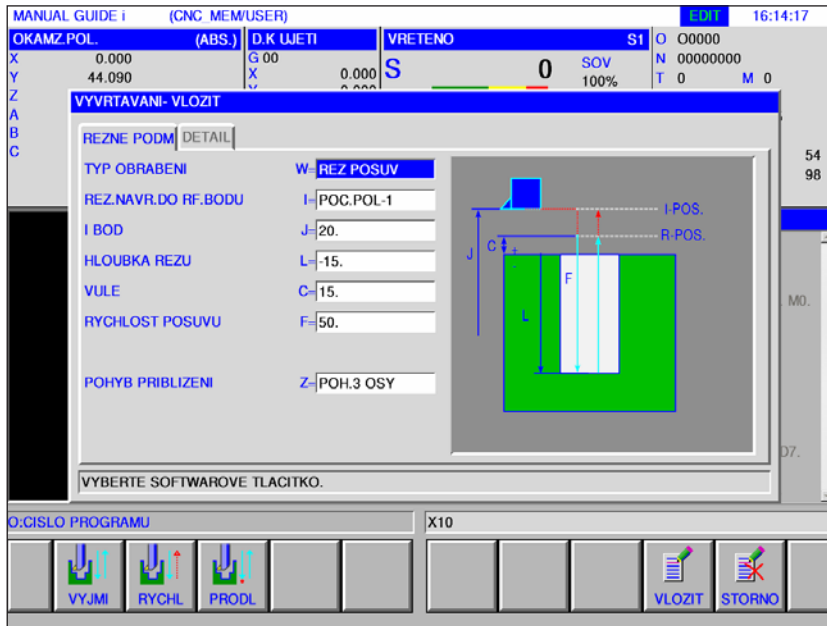 MANUAL GUIDE i (CNC_MEM/USER) EDIT 16:14:17
OKAMZ.POL. (ABS.) D.K UJETI VRETENO S1 O O0000
X 0.000 G 00 N 00000000
Y 44.090 X 0.000 S 0 SOV 100% T 0 M 0
Z
A
B
C
54
98
VYVRTAVANI- VLOZIT
REZNE PODM DETAIL
TYP OBRABENI W= REZ POSUV
REZ.NAVR.DO RF.BODU I= POC.POL-1
I BOD J= 20.
HLOUBKA REZU L= -15.
VULE C= 15.
RYCHLOST POSUVU F= 50.
POHYB PRIBLIZENI Z= POH.3 OSY
I-POS.
R-POS.
J C +
-
F
L
M0.
D7.
VYBERTE SOFTWAROVE TLACITKO.
O:CISLO PROGRAMU X10
VYJMI RYCHL PRODL VLOZIT STORNO